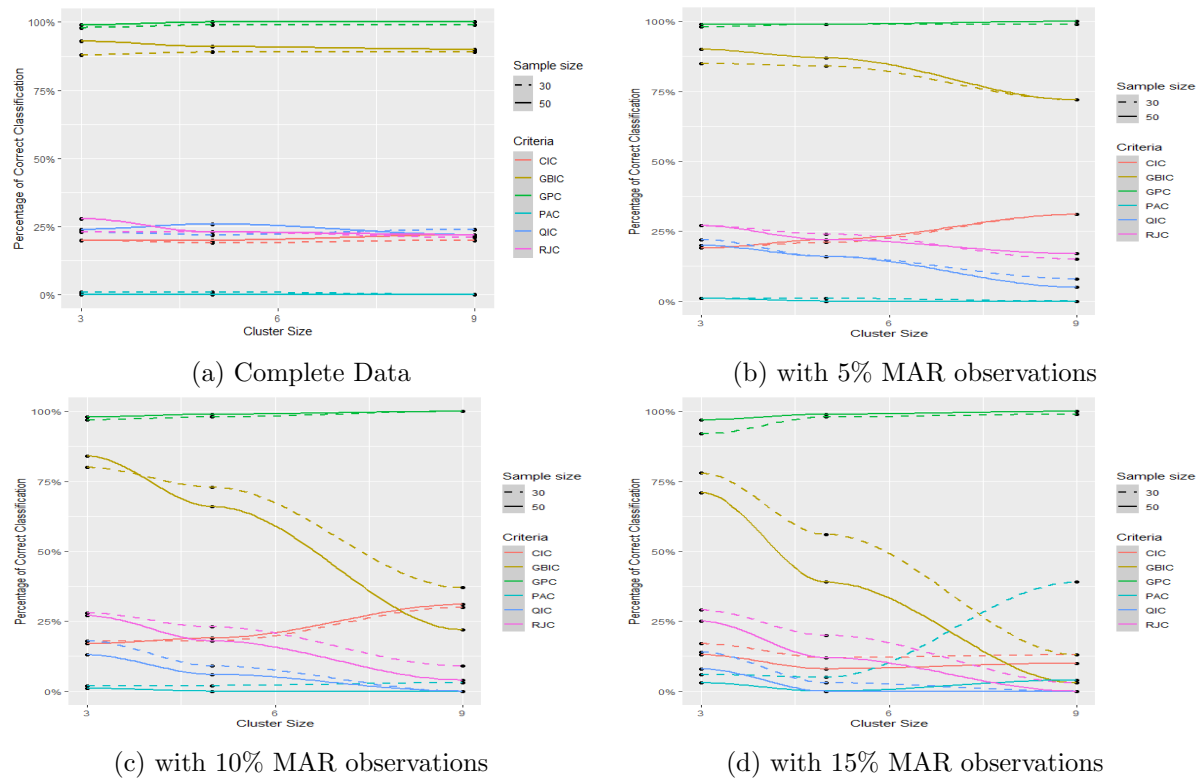 100%
75%
50%
25%
0%
Percentage of Correct Classification
3
6
9
Cluster Size
Sample size
30
50
Criteria
CIC
GBIC
GPC
PAC
QIC
RJC
(a) Complete Data
100%
75%
50%
25%
0%
Percentage of Correct Classification
3
6
9
Cluster Size
Sample size
30
50
Criteria
CIC
GBIC
GPC
PAC
QIC
RJC
(b) with 5% MAR observations
100%
75%
50%
25%
0%
Percentage of Correct Classification
3
6
9
Cluster Size
Sample size
30
50
Criteria
CIC
GBIC
GPC
PAC
QIC
RJC
(c) with 10% MAR observations
100%
75%
50%
25%
0%
Percentage of Correct Classification
3
6
9
Cluster Size
Sample size
30
50
Criteria
CIC
GBIC
GPC
PAC
QIC
RJC
(d) with 15% MAR observations